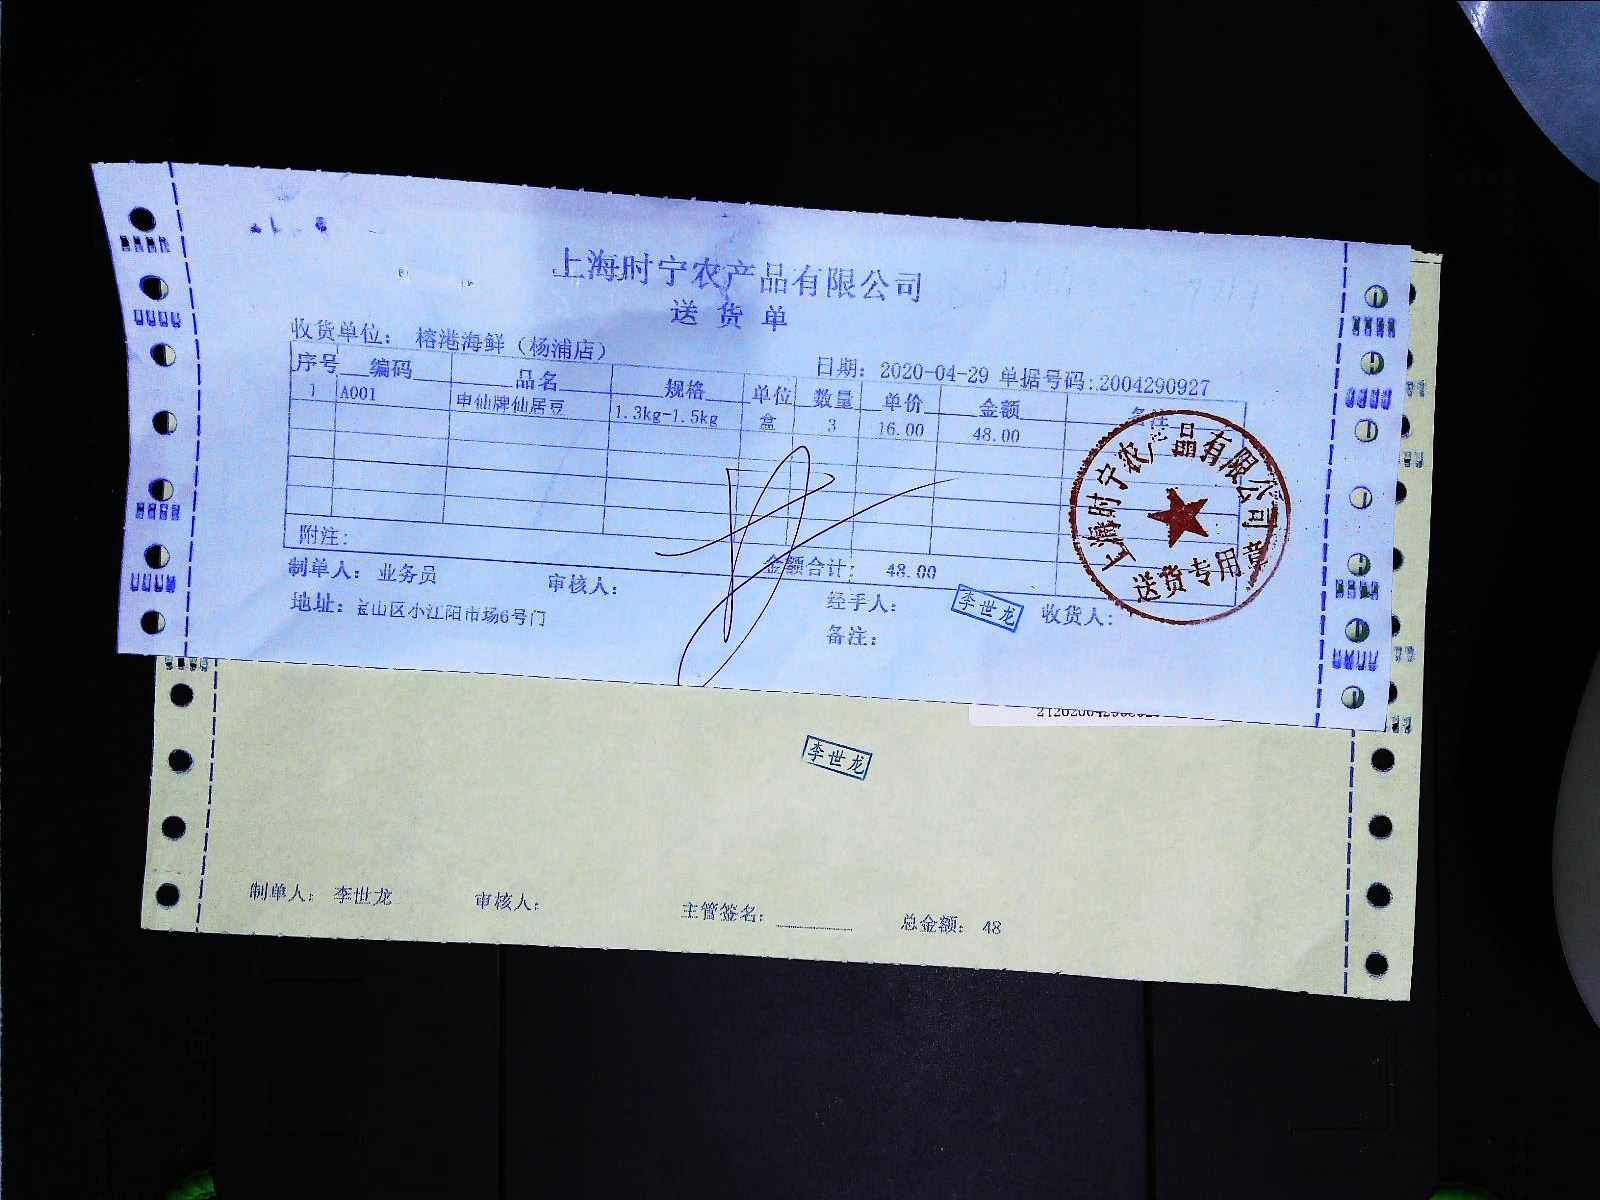 上海时宁农产品有限公司
送货单
收货单位： 榕港海鲜（杨浦店）
日期： 2020-04-29 单据号码:2004290927
序号 编码 品名 规格 单位 数量 单价 金额 备注
1 A001 申仙牌仙居豆 1.3kg-1.5kg 盒 3 16.00 48.00
附注:
金额合计: 48.00
制单人: 业务员 审核人: 经手人: 李世龙 收货人:
地址: 宝山区小江阳市场6号门
备注:
上海时宁农产品有限公司
送货专用章
李世龙
制单人: 李世龙 审核人: 主管签名: 总金额: 48